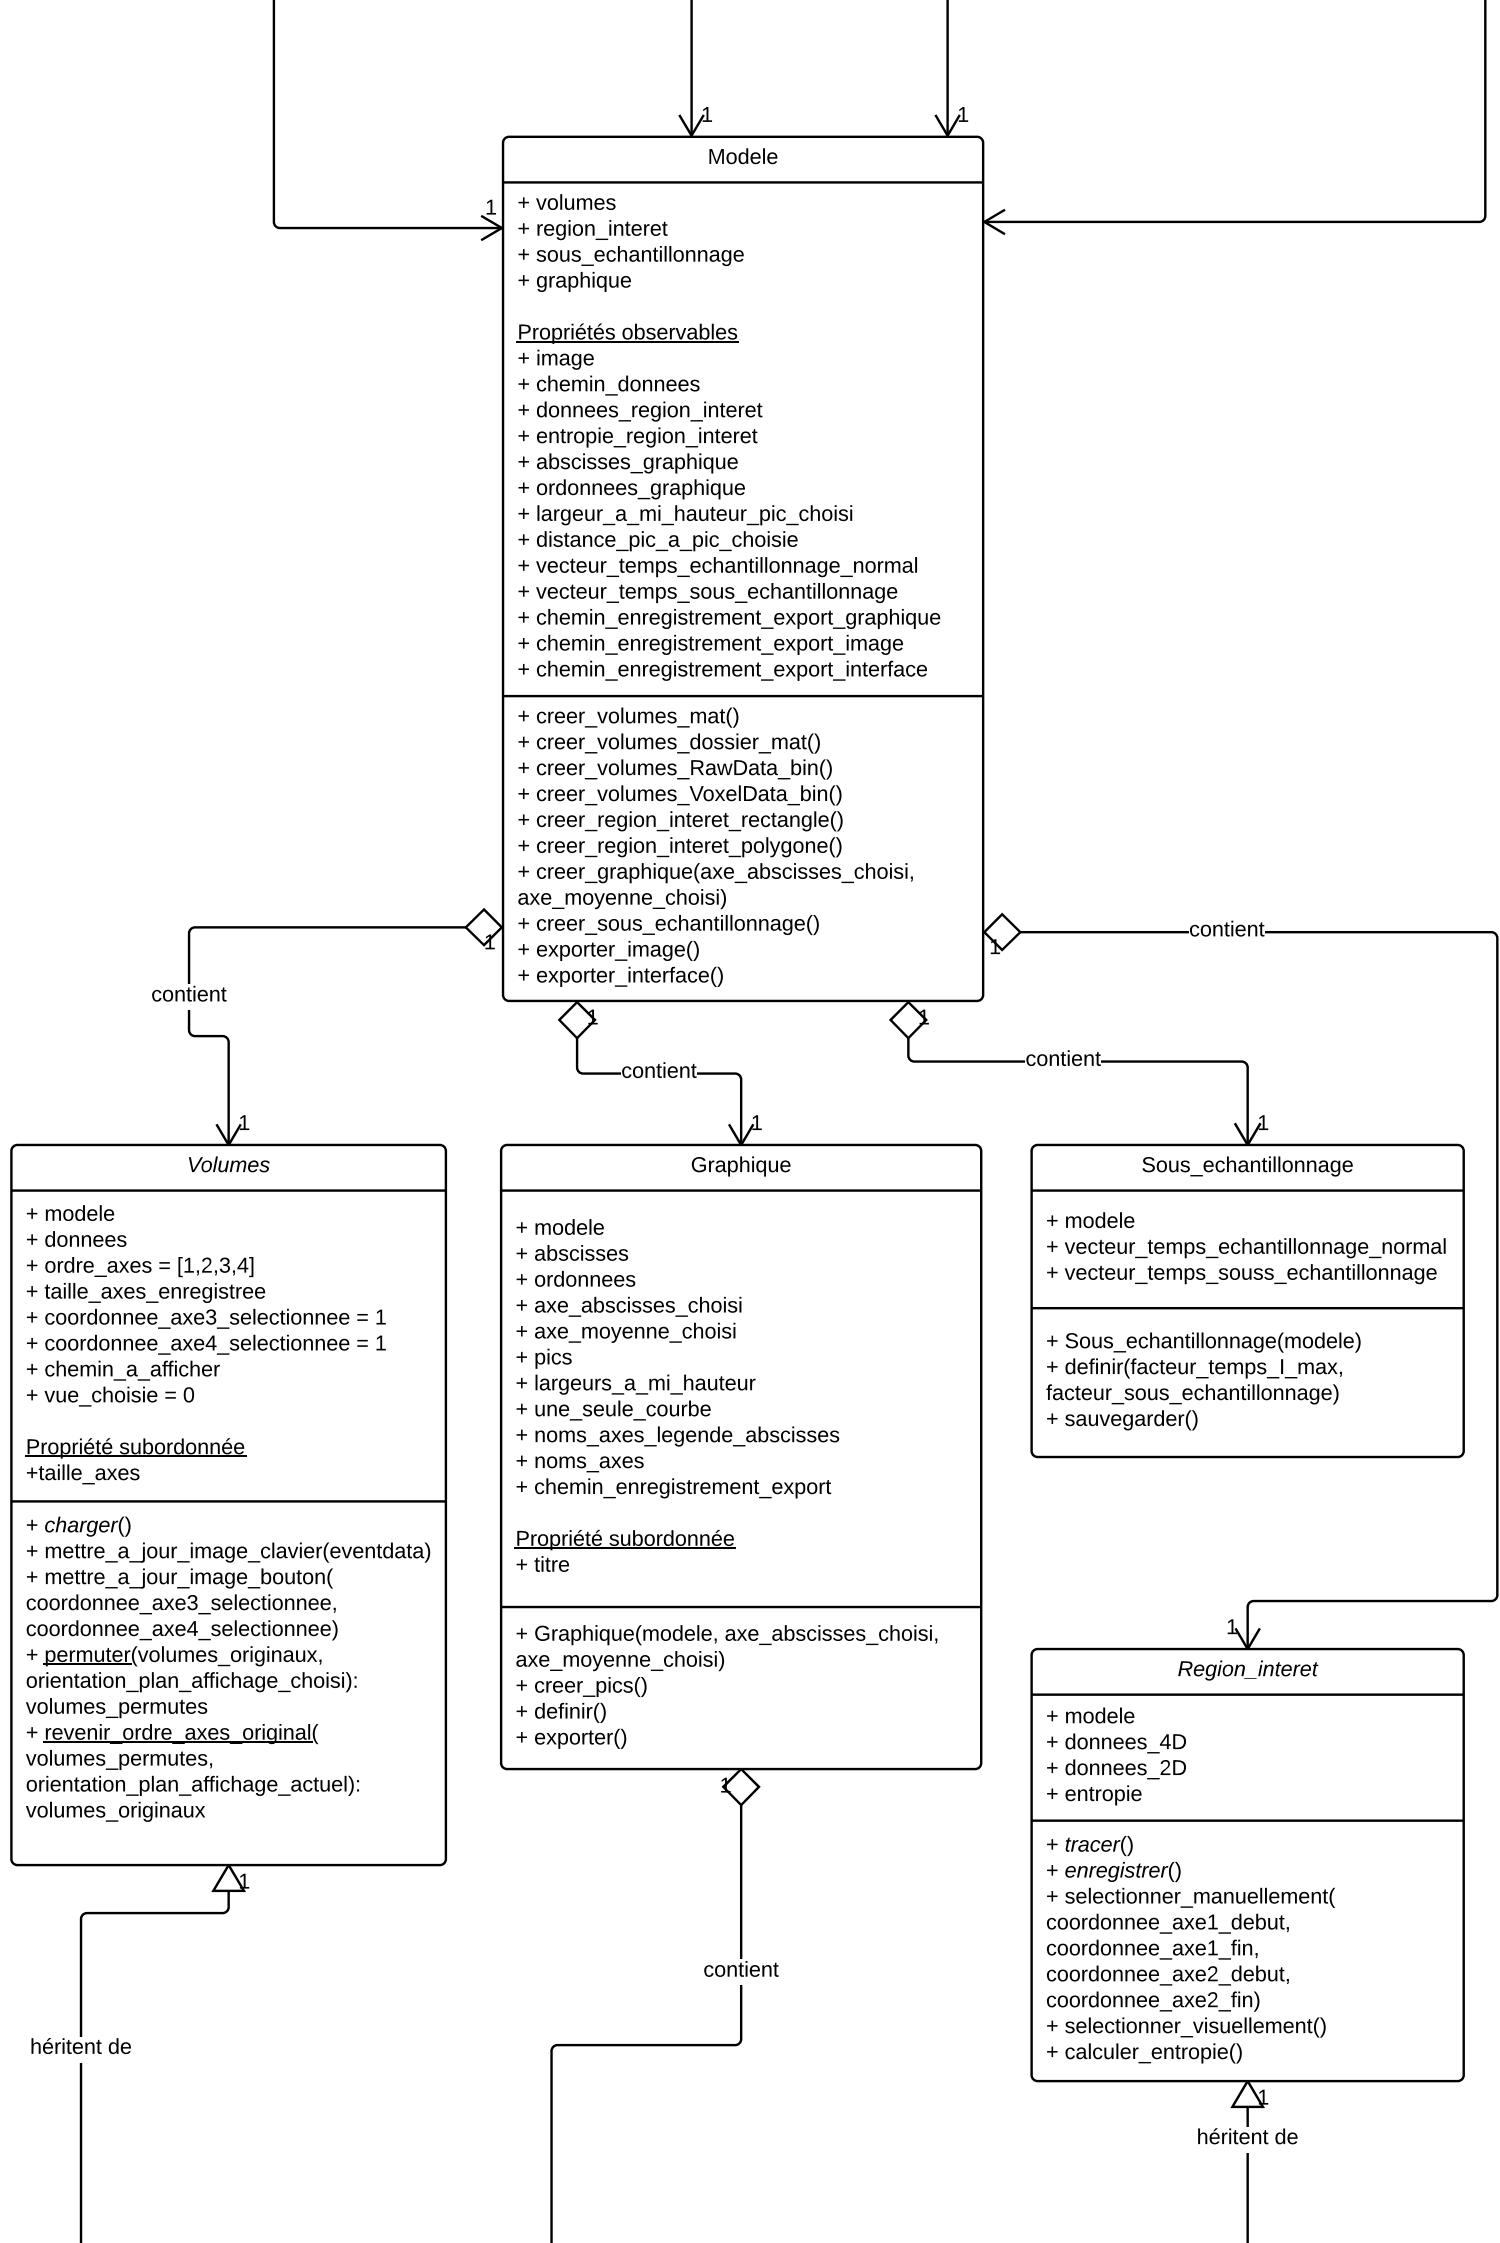 1
1
Modele
1
+ volumes
+ region_interet
+ sous_echantillonnage
+ graphique
Propriétés observables
+ image
+ chemin_donnees
+ donnees_region_interet
+ entropie_region_interet
+ abscisses_graphique
+ ordonnees_graphique
+ largeur_a_mi_hauteur_pic_choisi
+ distance_pic_a_pic_choisie
+ vecteur_temps_echantillonnage_normal
+ vecteur_temps_sous_echantillonnage
+ chemin_enregistrement_export_graphique
+ chemin_enregistrement_export_image
+ chemin_enregistrement_export_interface
+ creer_volumes_mat()
+ creer_volumes_dossier_mat()
+ creer_volumes_RawData_bin()
+ creer_volumes_VoxelData_bin()
+ creer_region_interet_rectangle()
+ creer_region_interet_polygone()
+ creer_graphique(axe_abscisses_choisi,
axe_moyenne_choisi)
+ creer_sous_echantillonnage()
+ exporter_image()
+ exporter_interface()
1
1
contient
contient
1
1
contient
contient
1
1
1
Volumes
+ modele
+ donnees
+ ordre_axes = [1,2,3,4]
+ taille_axes_enregistree
+ coordonnee_axe3_selectionnee = 1
+ coordonnee_axe4_selectionnee = 1
+ chemin_a_afficher
+ vue_choisie = 0
Propriété subordonnée
+taille_axes
+ charger()
+ mettre_a_jour_image_clavier(eventdata)
+ mettre_a_jour_image_bouton(
coordonnee_axe3_selectionnee,
coordonnee_axe4_selectionnee)
+ permuter(volumes_originaux,
orientation_plan_affichage_choisi):
volumes_permutes
+ revenir_ordre_axes_original(
volumes_permutes,
orientation_plan_affichage_actuel):
volumes_originaux
1
héritent de
Graphique
+ modele
+ abscisses
+ ordonnees
+ axe_abscisses_choisi
+ axe_moyenne_choisi
+ pics
+ largeurs_a_mi_hauteur
+ une_seule_courbe
+ noms_axes_legende_abscisses
+ noms_axes
+ chemin_enregistrement_export
Propriété subordonnée
+ titre
+ Graphique(modele, axe_abscisses_choisi,
axe_moyenne_choisi)
+ creer_pics()
+ definir()
+ exporter()
1
contient
Sous_echantillonnage
+ modele
+ vecteur_temps_echantillonnage_normal
+ vecteur_temps_souss_echantillonnage
+ Sous_echantillonnage(modele)
+ definir(facteur_temps_I_max,
facteur_sous_echantillonnage)
+ sauvegarder()
1
Region_interet
+ modele
+ donnees_4D
+ donnees_2D
+ entropie
+ tracer()
+ enregistrer()
+ selectionner_manuellement(
coordonnee_axe1_debut,
coordonnee_axe1_fin,
coordonnee_axe2_debut,
coordonnee_axe2_fin)
+ selectionner_visuellement()
+ calculer_entropie()
1
héritent de